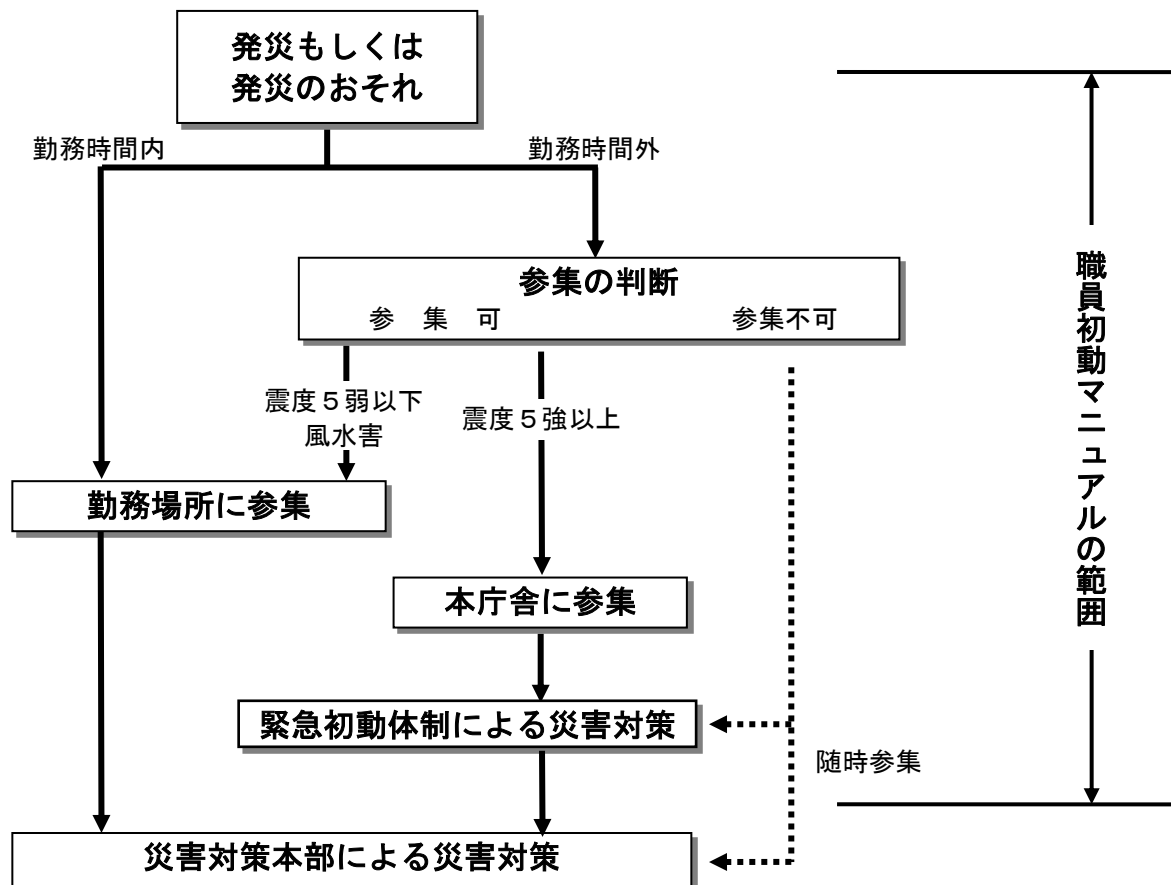 発災もしくは
発災のおそれ
勤務時間内
勤務時間外
参集の判断
参　集　可
参集不可
震度５弱以下
風水害
震度５強以上
勤務場所に参集
本庁舎に参集
緊急初動体制による災害対策
随時参集
災害対策本部による災害対策
職員初動マニュアルの範囲